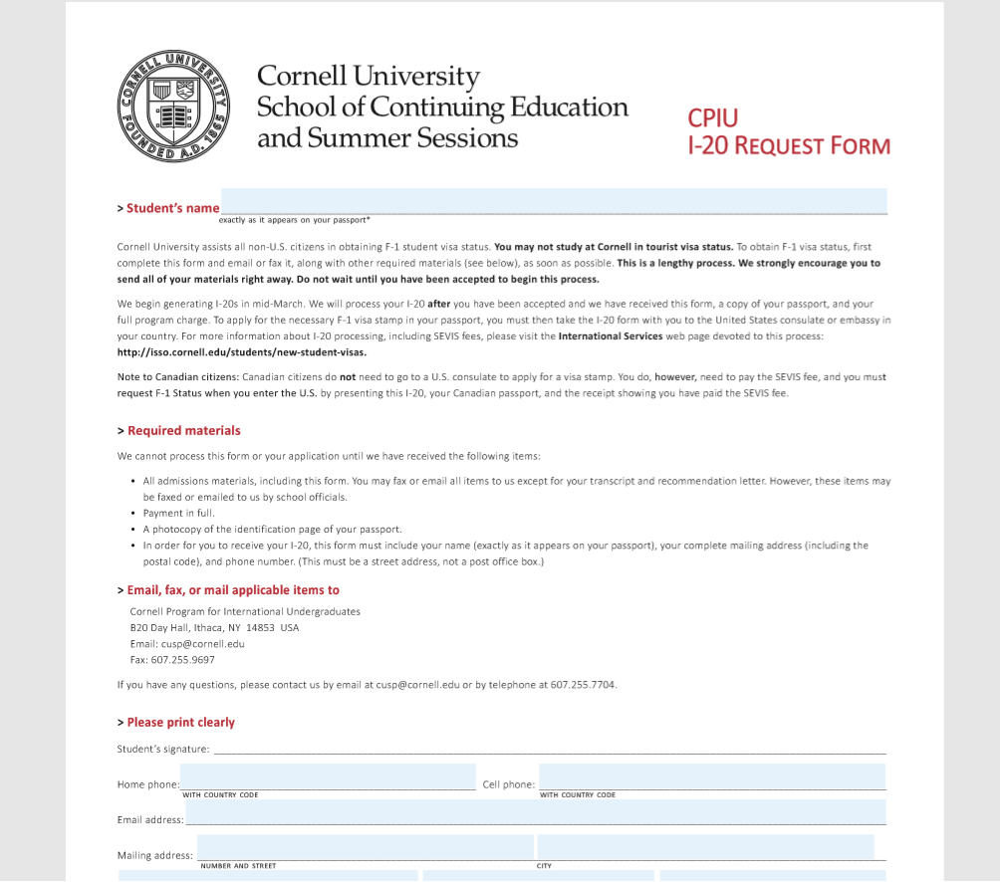 CORNELL UNIVERSITY
FOUNDED A.D. 1865
Cornell University
School of Continuing Education
and Summer Sessions
CPIU
I-20 REQUEST FORM
> Student's name
exactly as it appears on your passport*
Cornell University assists all non-U.S. citizens in obtaining F-1 student visa status. You may not study at Cornell in tourist visa status. To obtain F-1 visa status, first
complete this form and email or fax it, along with other required materials (see below), as soon as possible. This is a lengthy process. We strongly encourage you to
send all of your materials right away. Do not wait until you have been accepted to begin this process.
We begin generating I-20s in mid-March. We will process your I-20 after you have been accepted and we have received this form, a copy of your passport, and your
full program charge. To apply for the necessary F-1 visa stamp in your passport, you must then take the I-20 form with you to the United States consulate or embassy in
your country. For more information about I-20 processing, including SEVIS fees, please visit the International Services web page devoted to this process:
http://isso.cornell.edu/students/new-student-visas.
Note to Canadian citizens: Canadian citizens do not need to go to a U.S. consulate to apply for a visa stamp. You do, however, need to pay the SEVIS fee, and you must
request F-1 Status when you enter the U.S. by presenting this I-20, your Canadian passport, and the receipt showing you have paid the SEVIS fee.
> Required materials
We cannot process this form or your application until we have received the following items:
• All admissions materials, including this form. You may fax or email all items to us except for your transcript and recommendation letter. However, these items may
be faxed or emailed to us by school officials.
• Payment in full.
• A photocopy of the identification page of your passport.
• In order for you to receive your I-20, this form must include your name (exactly as it appears on your passport), your complete mailing address (including the
postal code), and phone number. (This must be a street address, not a post office box.)
> Email, fax, or mail applicable items to
Cornell Program for International Undergraduates
B20 Day Hall, Ithaca, NY 14853 USA
Email: cusp@cornell.edu
Fax: 607.255.9697
If you have any questions, please contact us by email at cusp@cornell.edu or by telephone at 607.255.7704.
> Please print clearly
Student's signature:
Home phone: Cell phone:
WITH COUNTRY CODE WITH COUNTRY CODE
Email address:
Mailing address:
NUMBER AND STREET CITY